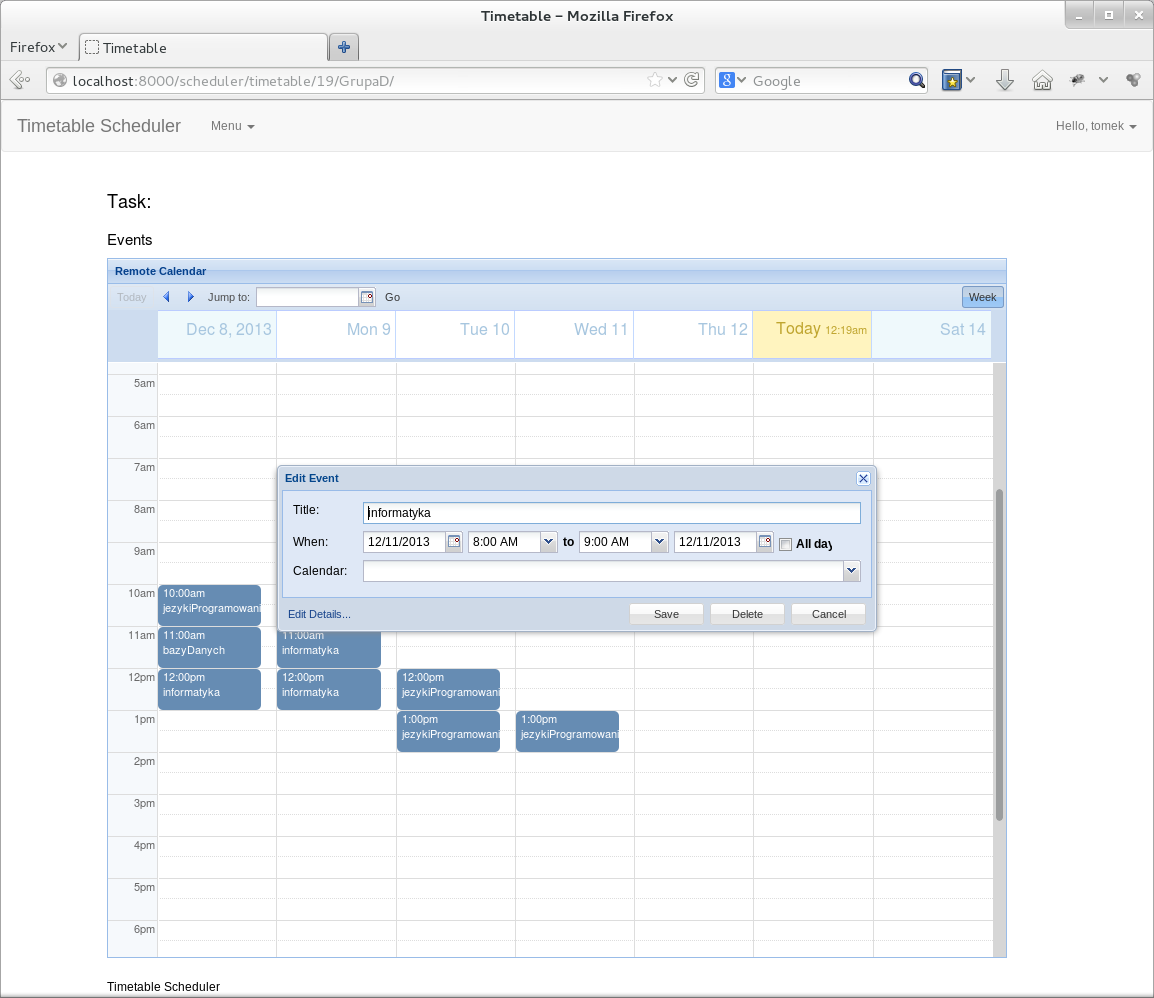 Timetable – Mozilla Firefox
Firefox
Timetable
localhost:8000/scheduler/timetable/19/GrupaD/
Google
Timetable Scheduler
Menu
Hello, tomek
Task:
Events
Remote Calendar
Today
Jump to:
Go
Week
Dec 8, 2013
Mon 9
Tue 10
Wed 11
Thu 12
Today 12:19am
Sat 14
5am
6am
7am
Edit Event
8am
Title:
informatyka
9am
When:
12/11/2013
8:00 AM
to
9:00 AM
12/11/2013
All day
Calendar:
10am
10:00am
jezykiProgramowani
Edit Details...
Save
Delete
Cancel
11am
11:00am
bazyDanych
11:00am
informatyka
12pm
12:00pm
informatyka
12:00pm
informatyka
12:00pm
jezykiProgramowani
1pm
1:00pm
jezykiProgramowani
1:00pm
jezykiProgramowani
2pm
3pm
4pm
5pm
6pm
Timetable Scheduler